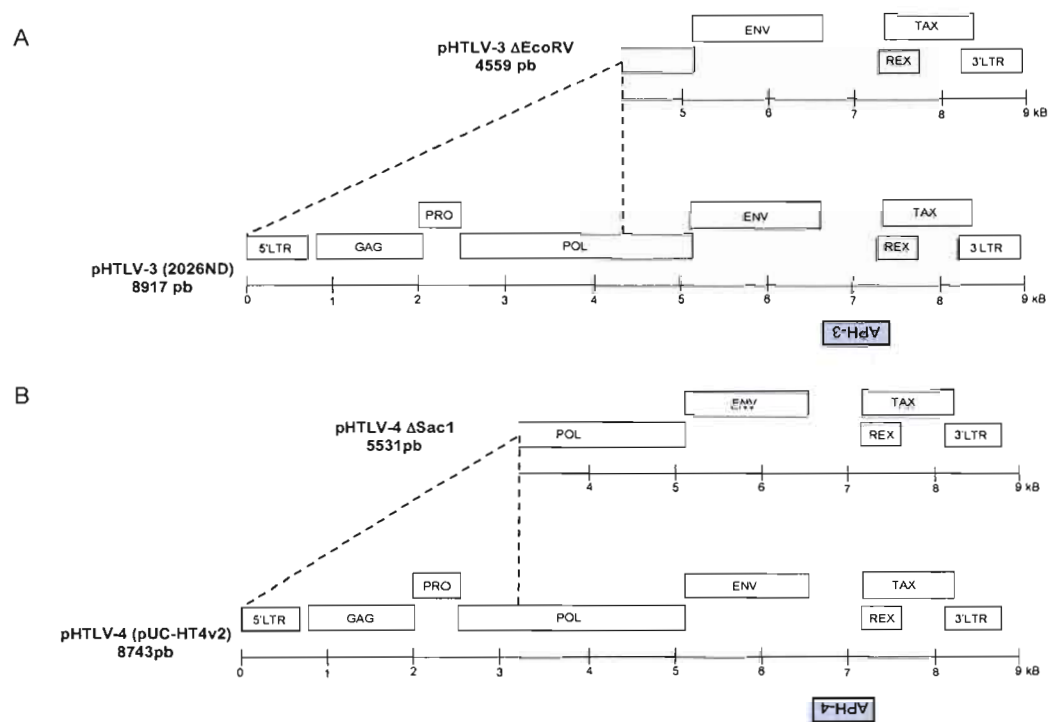 A
ENV
TAX
pHTLV-3 ΔEcoRV
4559 pb
REX
3'LTR
5 6 7 8 9 kB
PRO
ENV
TAX
5'LTR
GAG
POL
REX
3'LTR
pHTLV-3 (2026ND)
8917 pb
0 1 2 3 4 5 6 7 8 9 kB
APH-3
B
ENV
TAX
pHTLV-4 ΔSac1
5531pb
POL
REX
3'LTR
4 5 6 7 8 9 kB
PRO
ENV
TAX
5'LTR
GAG
POL
REX
3'LTR
pHTLV-4 (pUC-HT4v2)
8743pb
0 1 2 3 4 5 6 7 8 9 kB
APH-4